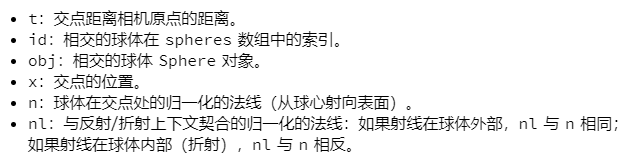 • t：交点距离相机原点的距离。
• id：相交的球体在 spheres 数组中的索引。
• obj：相交的球体 Sphere 对象。
• x：交点的位置。
• n：球体在交点处的归一化的法线（从球心射向表面）。
• nl：与反射/折射上下文契合的归一化的法线：如果射线在球体外部，nl 与 n 相同；
如果射线在球体内部（折射）,nl 与 n 相反。